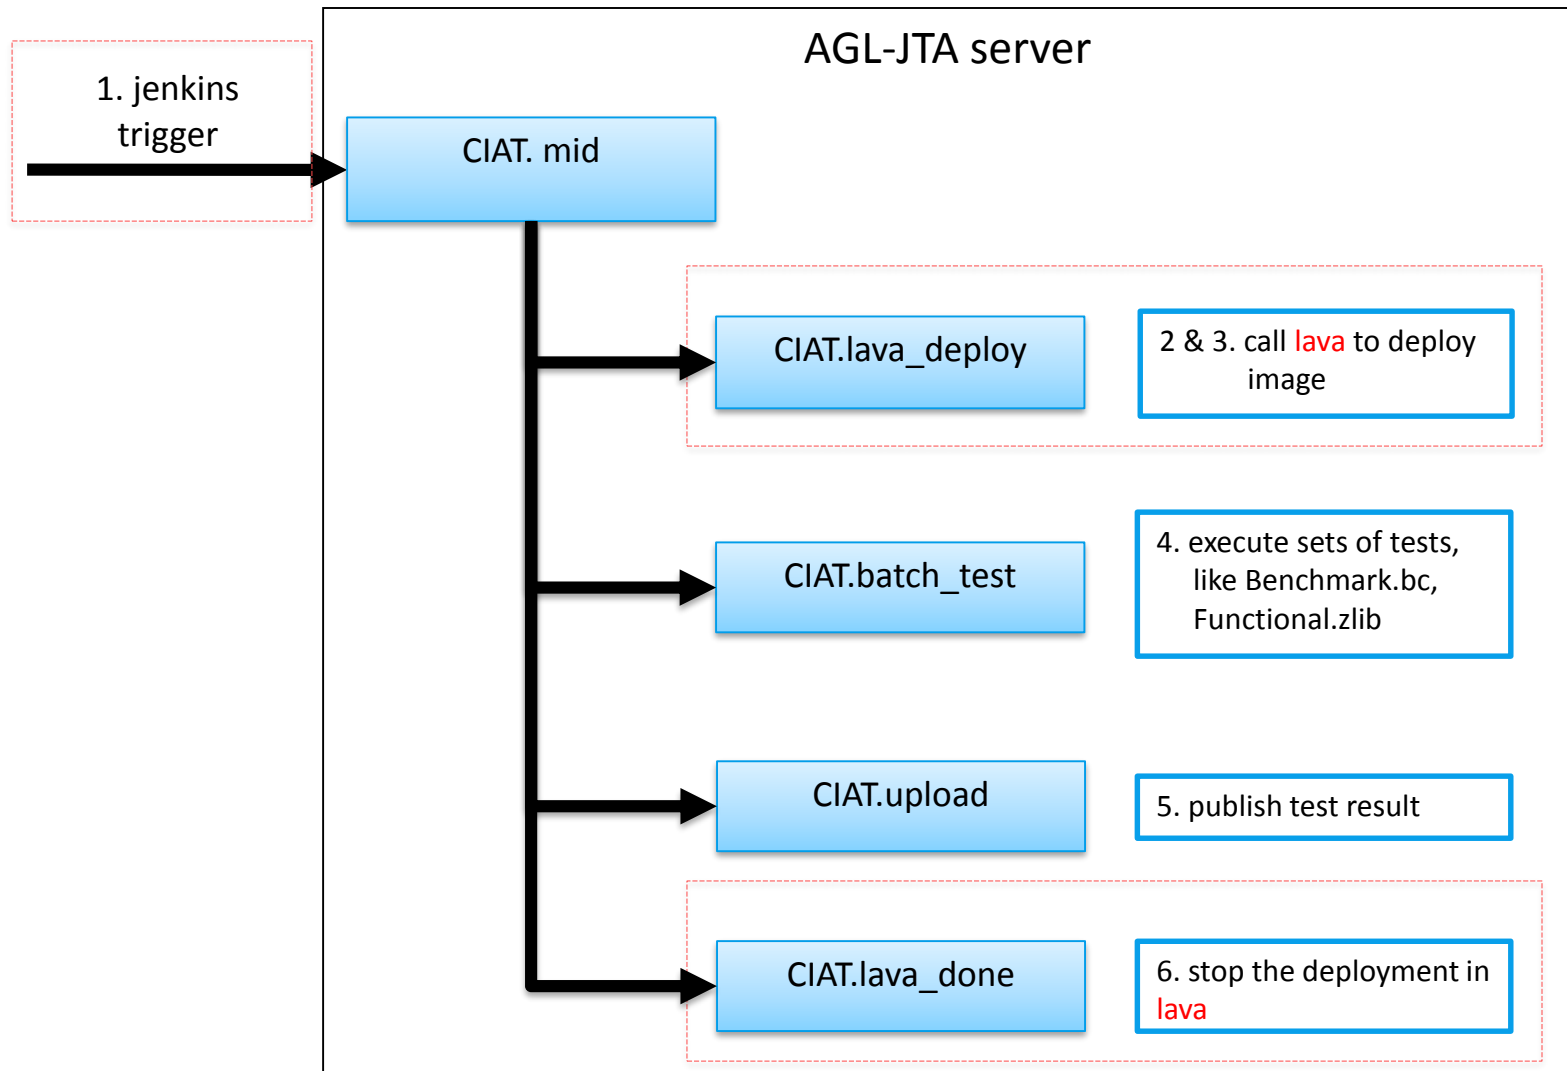 AGL-JTA server
1. jenkins
trigger
CIAT. mid
CIAT.lava_deploy
2 & 3. call lava to deploy
image
CIAT.batch_test
4. execute sets of tests,
like Benchmark.bc,
Functional.zlib
CIAT.upload
5. publish test result
CIAT.lava_done
6. stop the deployment in
lava